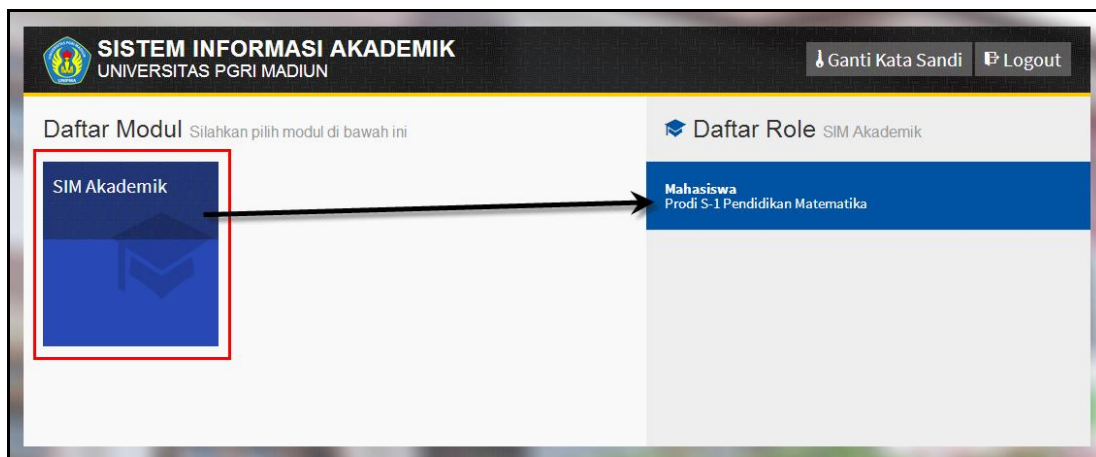 SISTEM INFORMASI AKADEMIK
UNIVERSITAS PGRI MADIUN
Ganti Kata Sandi
Logout
Daftar Modul Silahkan pilih modul di bawah ini
SIM Akademik
Daftar Role SIM Akademik
Mahasiswa
Prodi S-1 Pendidikan Matematika